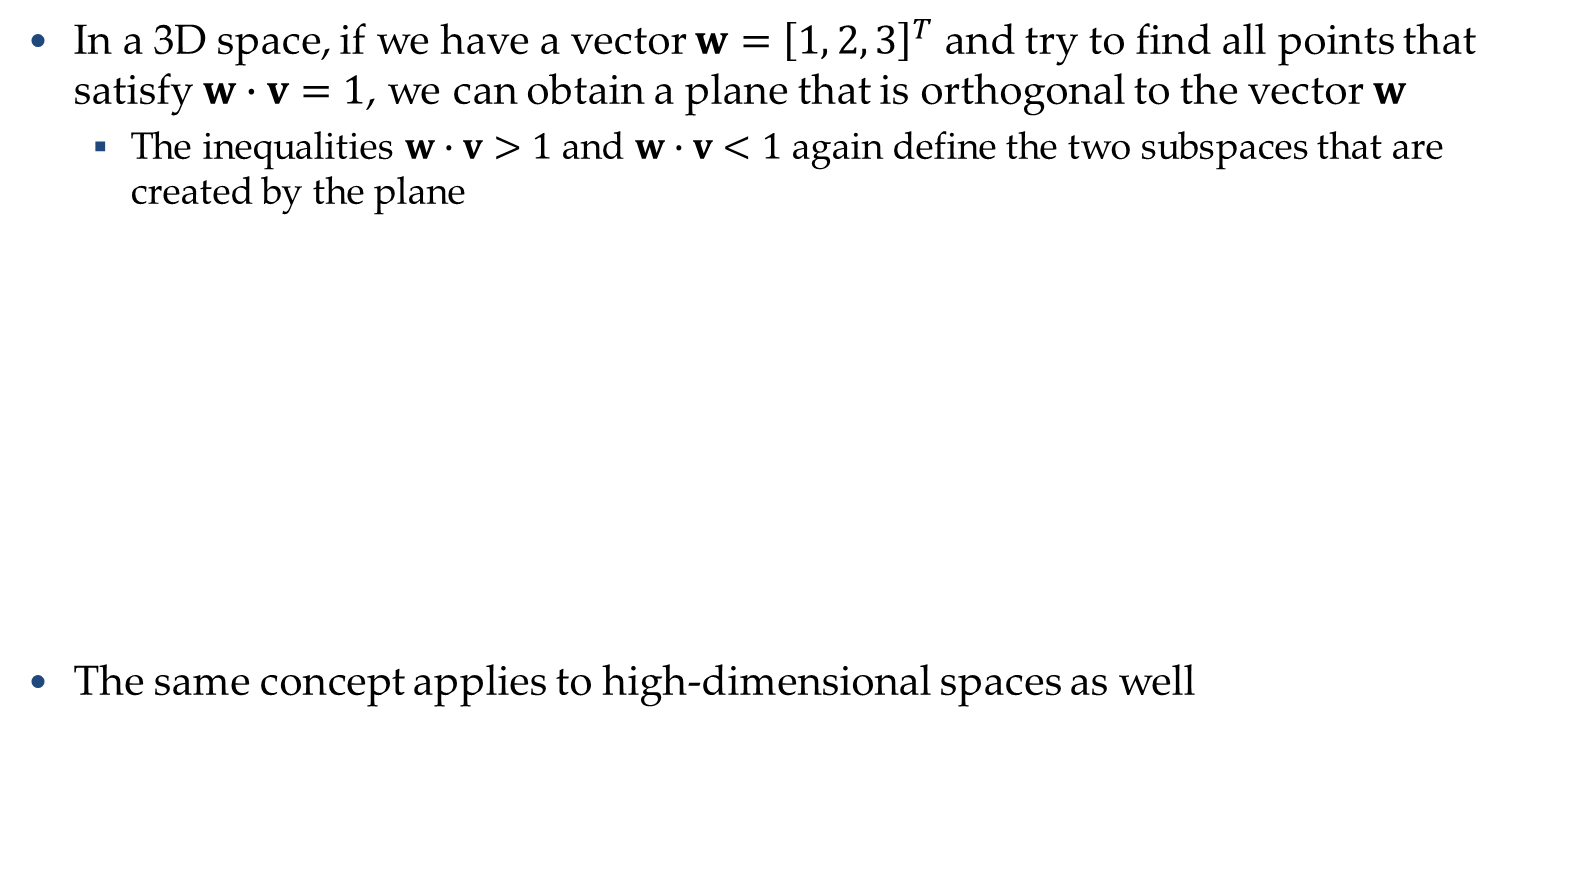 • In a 3D space, if we have a vector w = [1, 2, 3]ᵀ and try to find all points that
satisfy w · v = 1, we can obtain a plane that is orthogonal to the vector w
▪ The inequalities w · v > 1 and w · v < 1 again define the two subspaces that are
created by the plane
• The same concept applies to high-dimensional spaces as well